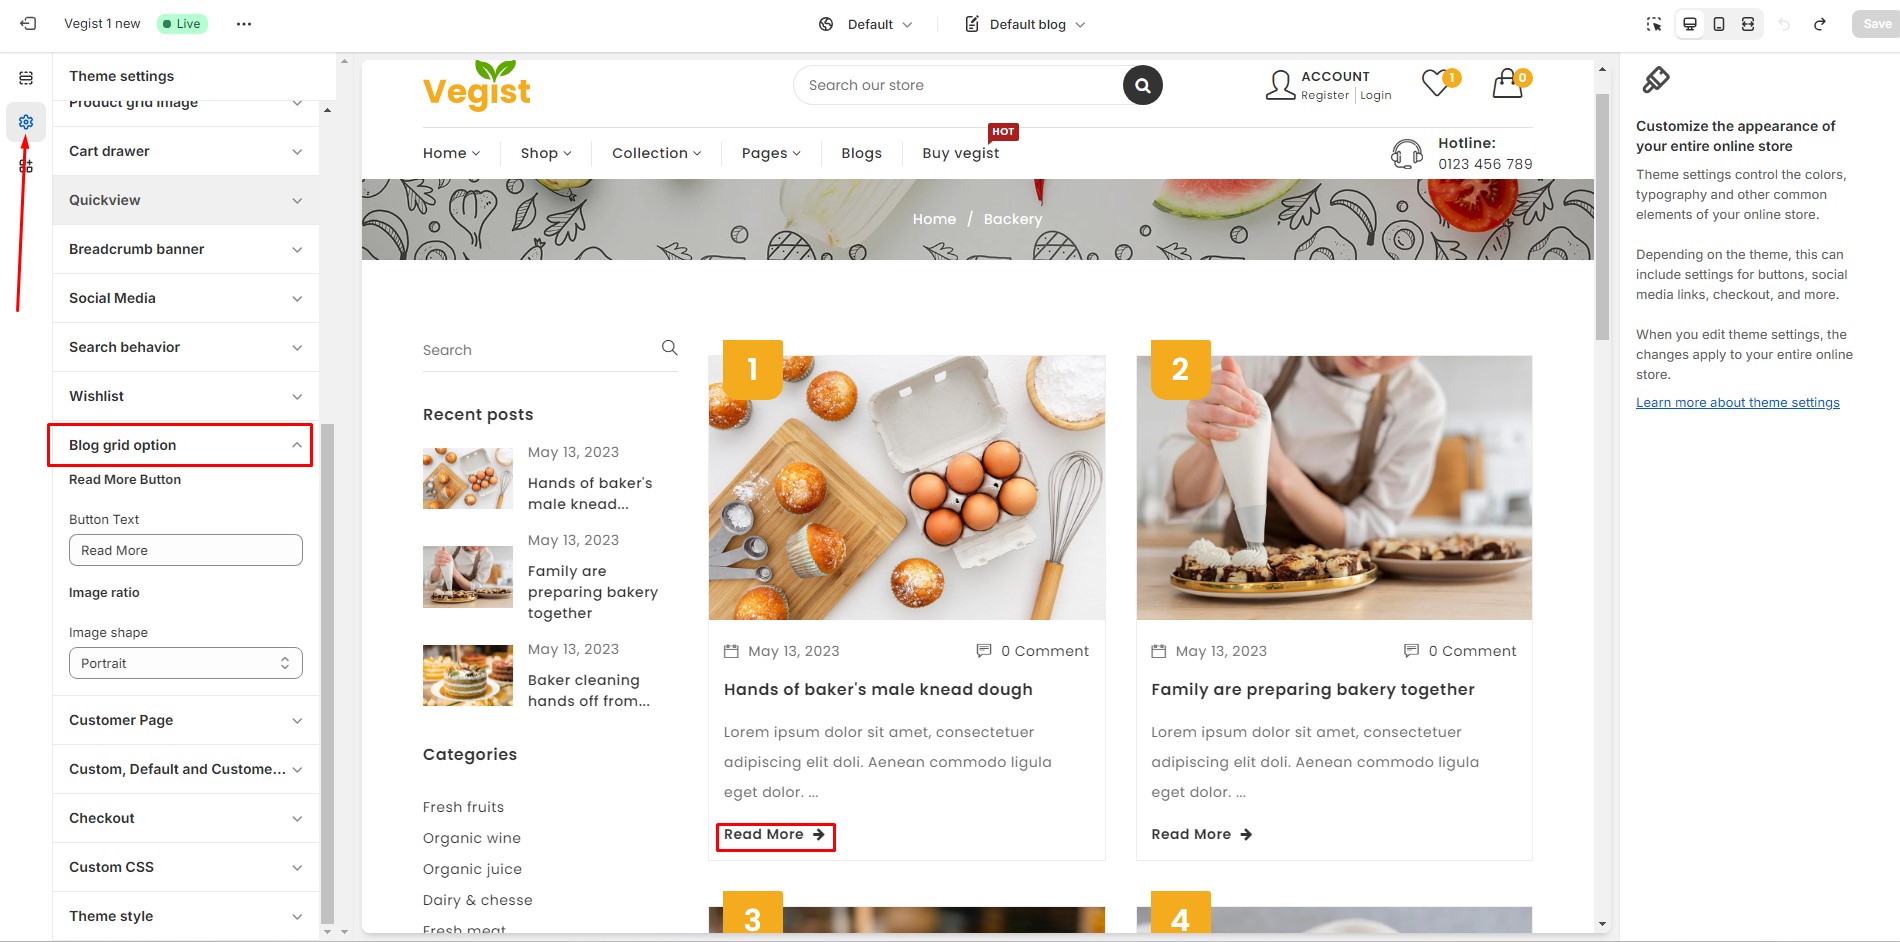 Vegist 1 new
Live
Default
Default blog
Save
Theme settings
Product grid image
Cart drawer
Quickview
Breadcrumb banner
Social Media
Search behavior
Wishlist
Blog grid option
Read More Button
Button Text
Read More
Image ratio
Image shape
Portrait
Customer Page
Custom, Default and Custome...
Checkout
Custom CSS
Theme style
Vegist
Search our store
ACCOUNT
Register
Login
1
0
Home
Shop
Collection
Pages
Blogs
Buy vegist
HOT
Hotline:
0123 456 789
Home / Backery
Search
Recent posts
May 13, 2023
Hands of baker's
male knead...
May 13, 2023
Family are
preparing bakery
together
May 13, 2023
Baker cleaning
hands off from...
Categories
Fresh fruits
Organic wine
Organic juice
Dairy & chesse
Fresh meat
1
May 13, 2023
0 Comment
Hands of baker's male knead dough
Lorem ipsum dolor sit amet, consectetuer
adipiscing elit doli. Aenean commodo ligula
eget dolor. ...
Read More
2
May 13, 2023
0 Comment
Family are preparing bakery together
Lorem ipsum dolor sit amet, consectetuer
adipiscing elit doli. Aenean commodo ligula
eget dolor. ...
Read More
3
4
Customize the appearance of
your entire online store
Theme settings control the colors,
typography and other common
elements of your online store.
Depending on the theme, this can
include settings for buttons, social
media links, checkout, and more.
When you edit theme settings, the
changes apply to your entire online
store.
Learn more about theme settings